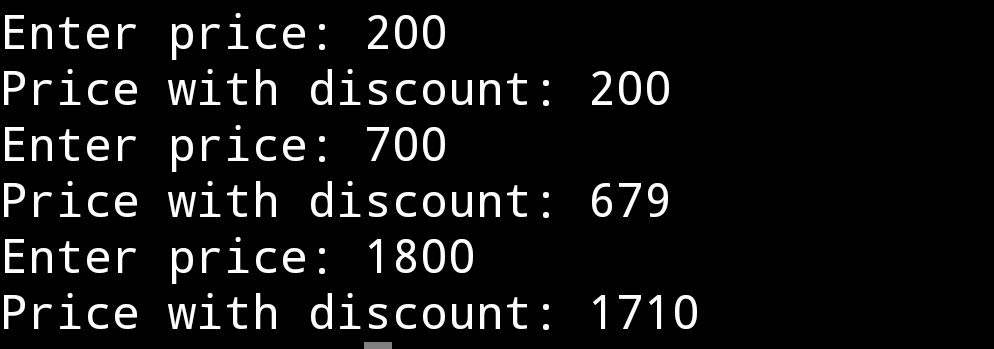 Enter price: 200
Price with discount: 200
Enter price: 700
Price with discount: 679
Enter price: 1800
Price with discount: 1710